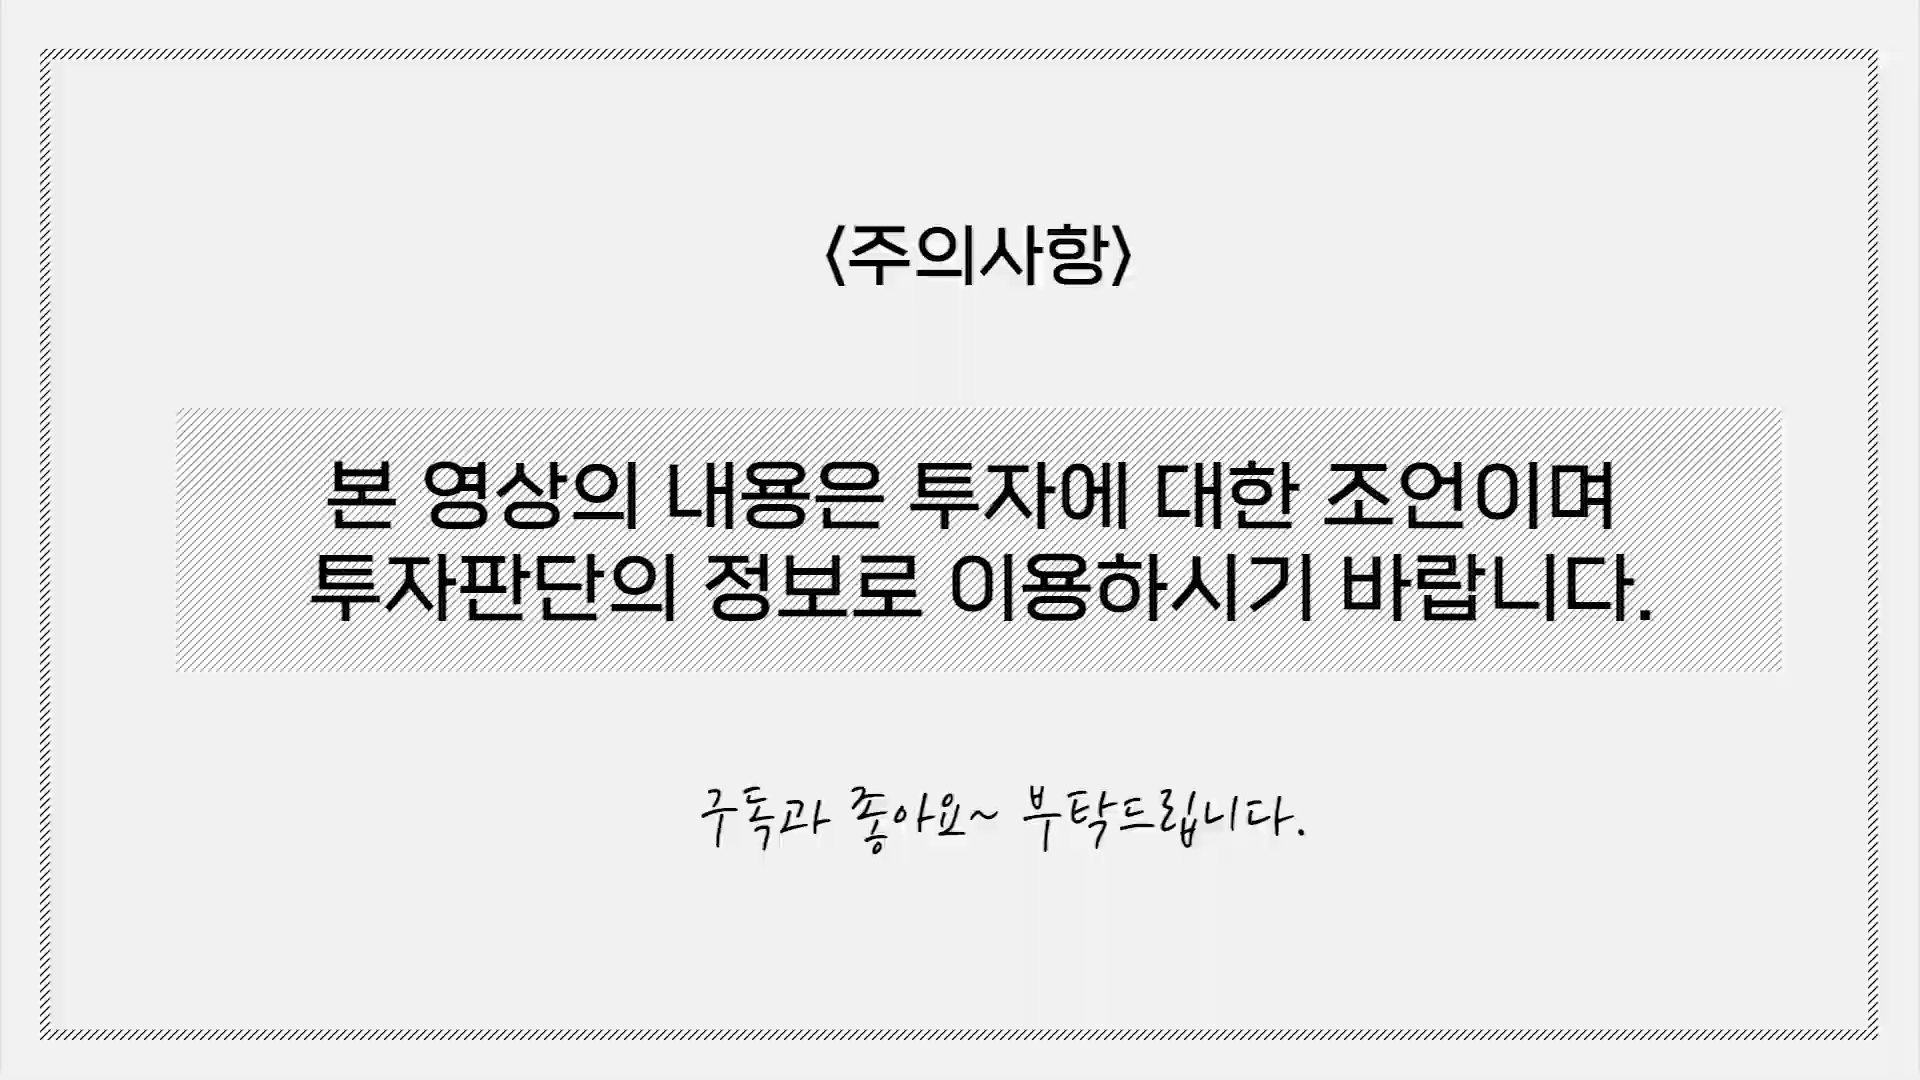 〈주의사항〉
본 영상의 내용은 투자에 대한 조언이며
투자판단의 정보로 이용하시기 바랍니다.
구독과 좋아요~ 부탁드립니다.